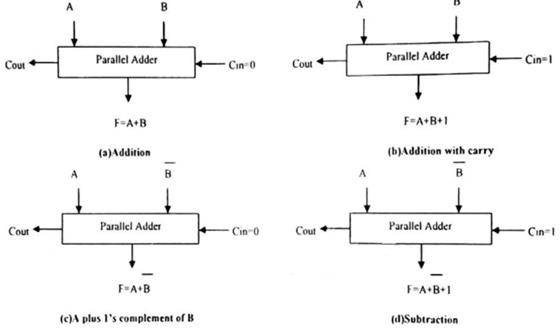 A B
Parallel Adder
Cout
Cin=0
F=A+B
(a)Addition
A B
Parallel Adder
Cout
Cin=1
F=A+B+1
(b)Addition with carry
A B̅
Parallel Adder
Cout
Cin=0
F=A+B̅
(c)A plus 1's complement of B
A B̅
Parallel Adder
Cout
Cin=1
F=A+B̅+1
(d)Subtraction